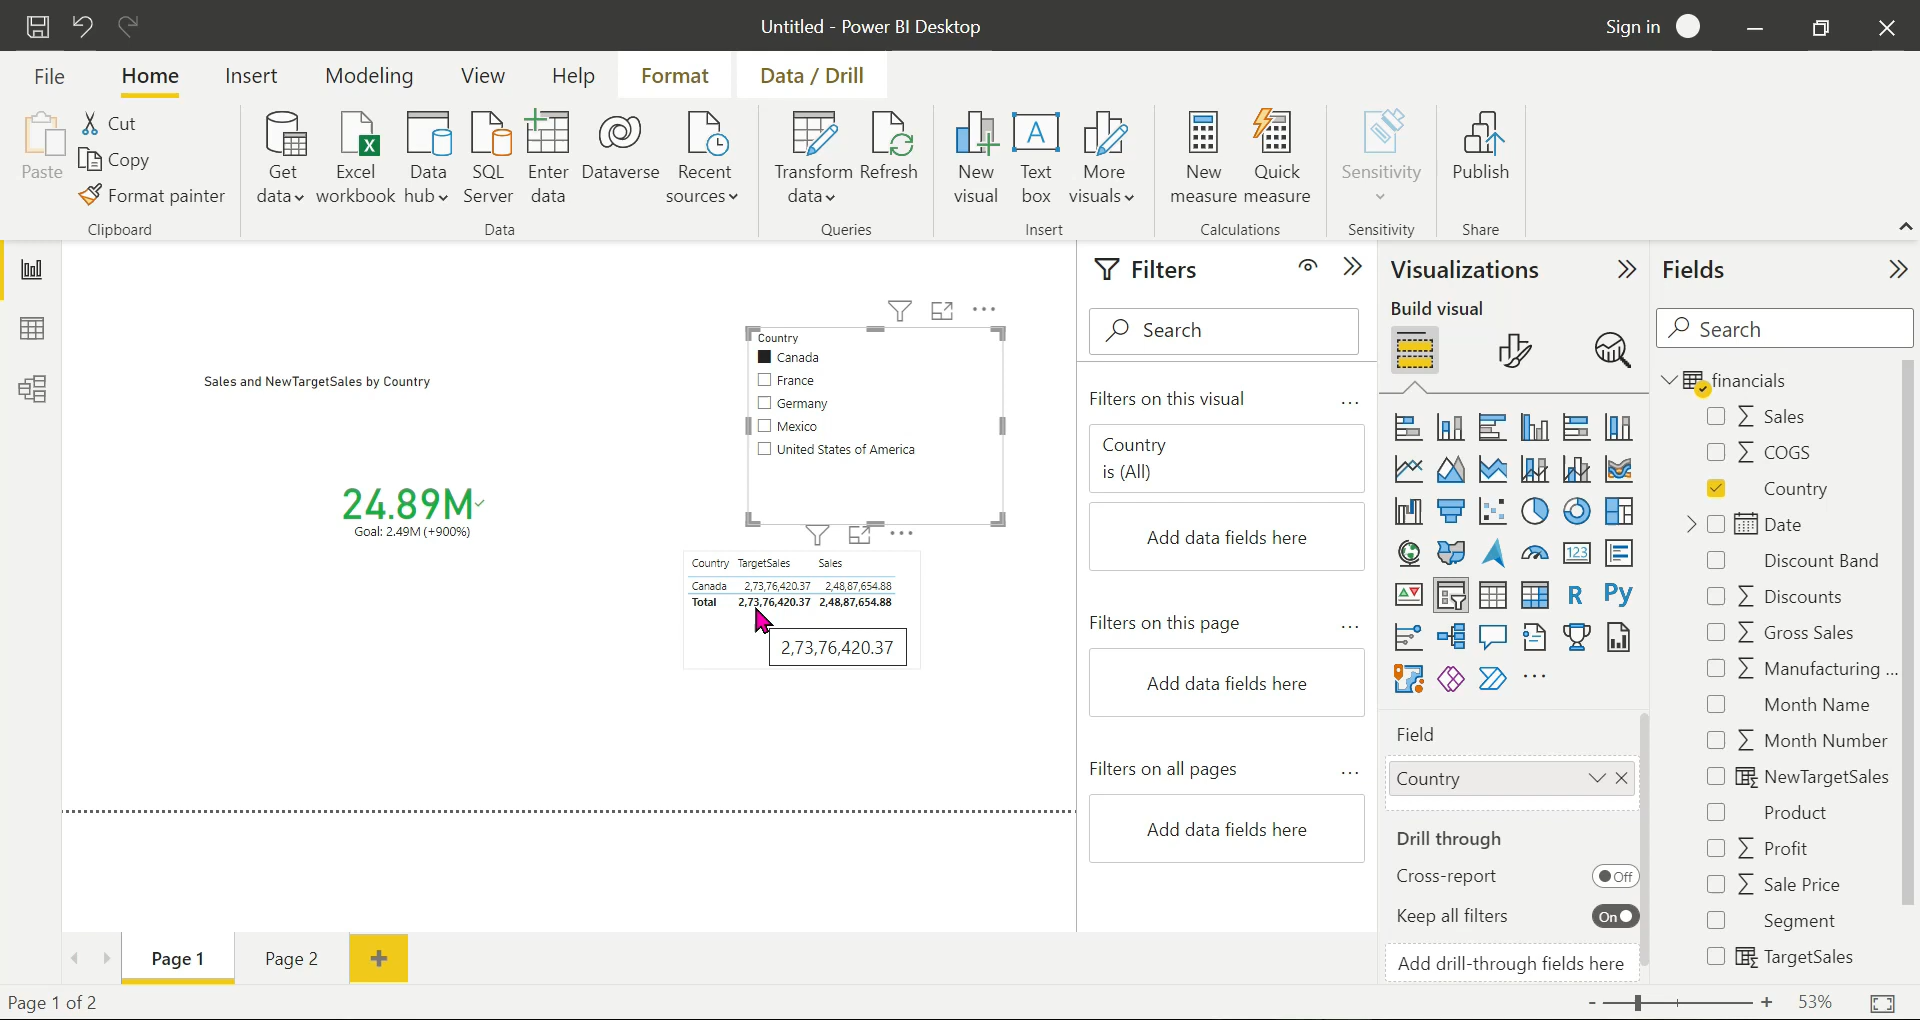 Untitled - Power BI Desktop
Sign in
File
Home
Insert
Modeling
View
Help
Format
Data / Drill
Paste
Cut
Copy
Format painter
Clipboard
Get data
Excel workbook
Data hub
SQL Server
Enter data
Dataverse
Recent sources
Data
Transform data
Refresh
Queries
New visual
Text box
More visuals
Insert
New measure
Quick measure
Calculations
Sensitivity
Sensitivity
Publish
Share
Sales and NewTargetSales by Country
24.89M
Goal: 2.49M (+900%)
Country
Canada
France
Germany
Mexico
United States of America
Country TargetSales Sales
Canada 2,73,76,420.37 2,48,87,654.88
Total 2,73,76,420.37 2,48,87,654.88
2,73,76,420.37
Filters
Search
Filters on this visual
Country
is (All)
Add data fields here
Filters on this page
Add data fields here
Filters on all pages
Add data fields here
Visualizations
Build visual
123
R
Py
Field
Country
Drill through
Cross-report
Off
Keep all filters
On
Add drill-through fields here
Fields
Search
financials
Sales
COGS
Country
Date
Discount Band
Discounts
Gross Sales
Manufacturing ...
Month Name
Month Number
NewTargetSales
Product
Profit
Sale Price
Segment
TargetSales
Page 1
Page 2
+
Page 1 of 2
- + 53%